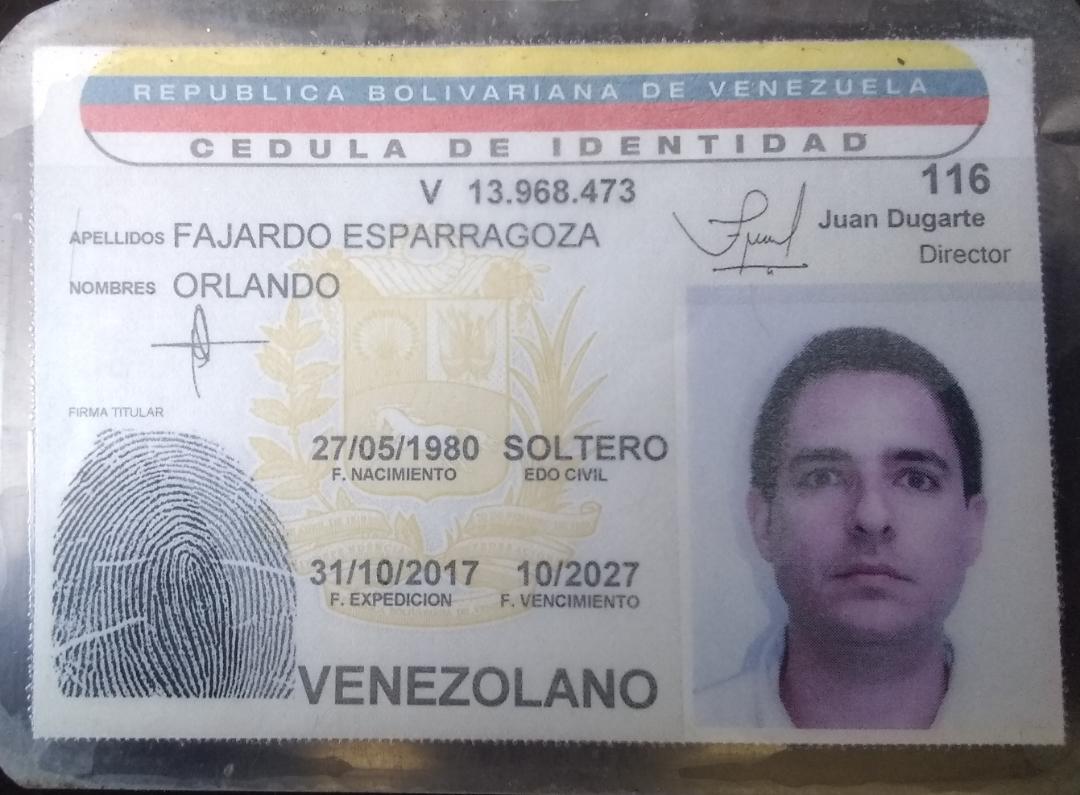 REPUBLICA BOLIVARIANA DE VENEZUELA
CEDULA DE IDENTIDAD
V 13.968.473
116
Juan Dugarte
Director
APELLIDOS FAJARDO ESPARRAGOZA
NOMBRES ORLANDO
FIRMA TITULAR
27/05/1980 SOLTERO
F. NACIMIENTO EDO CIVIL
31/10/2017 10/2027
F. EXPEDICION F. VENCIMIENTO
VENEZOLANO